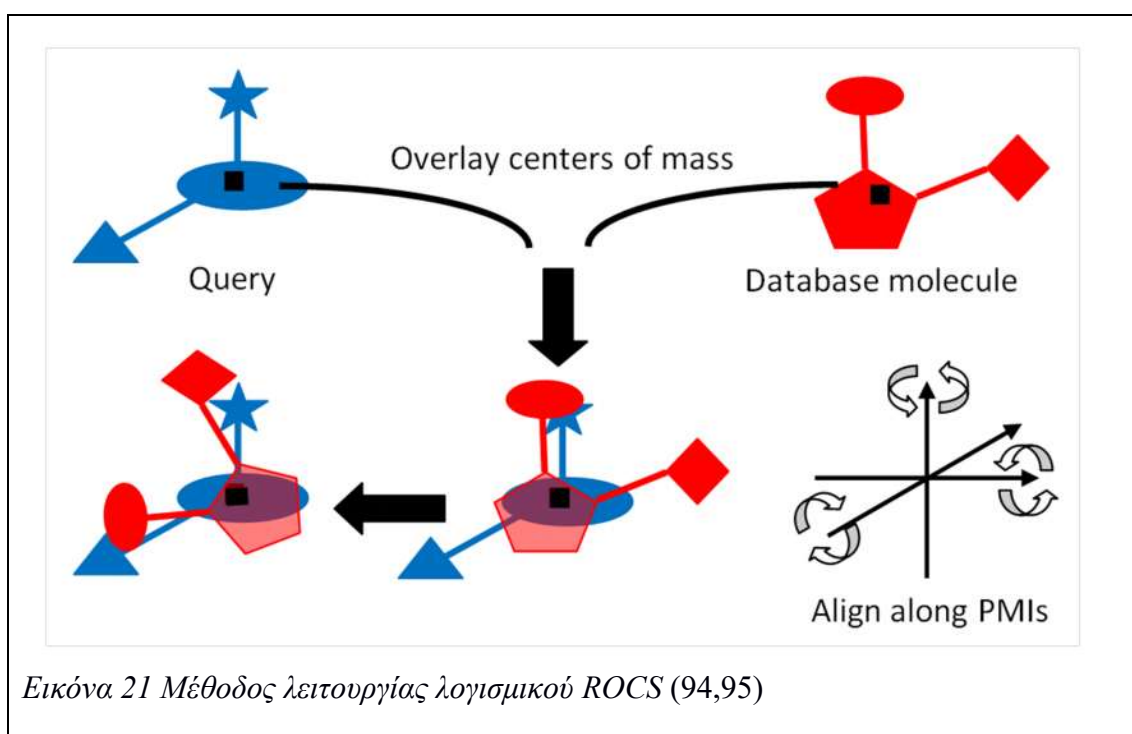 Overlay centers of mass
Query
Database molecule
Align along PMIs
Εικόνα 21 Μέθοδος λειτουργίας λογισμικού ROCS (94,95)